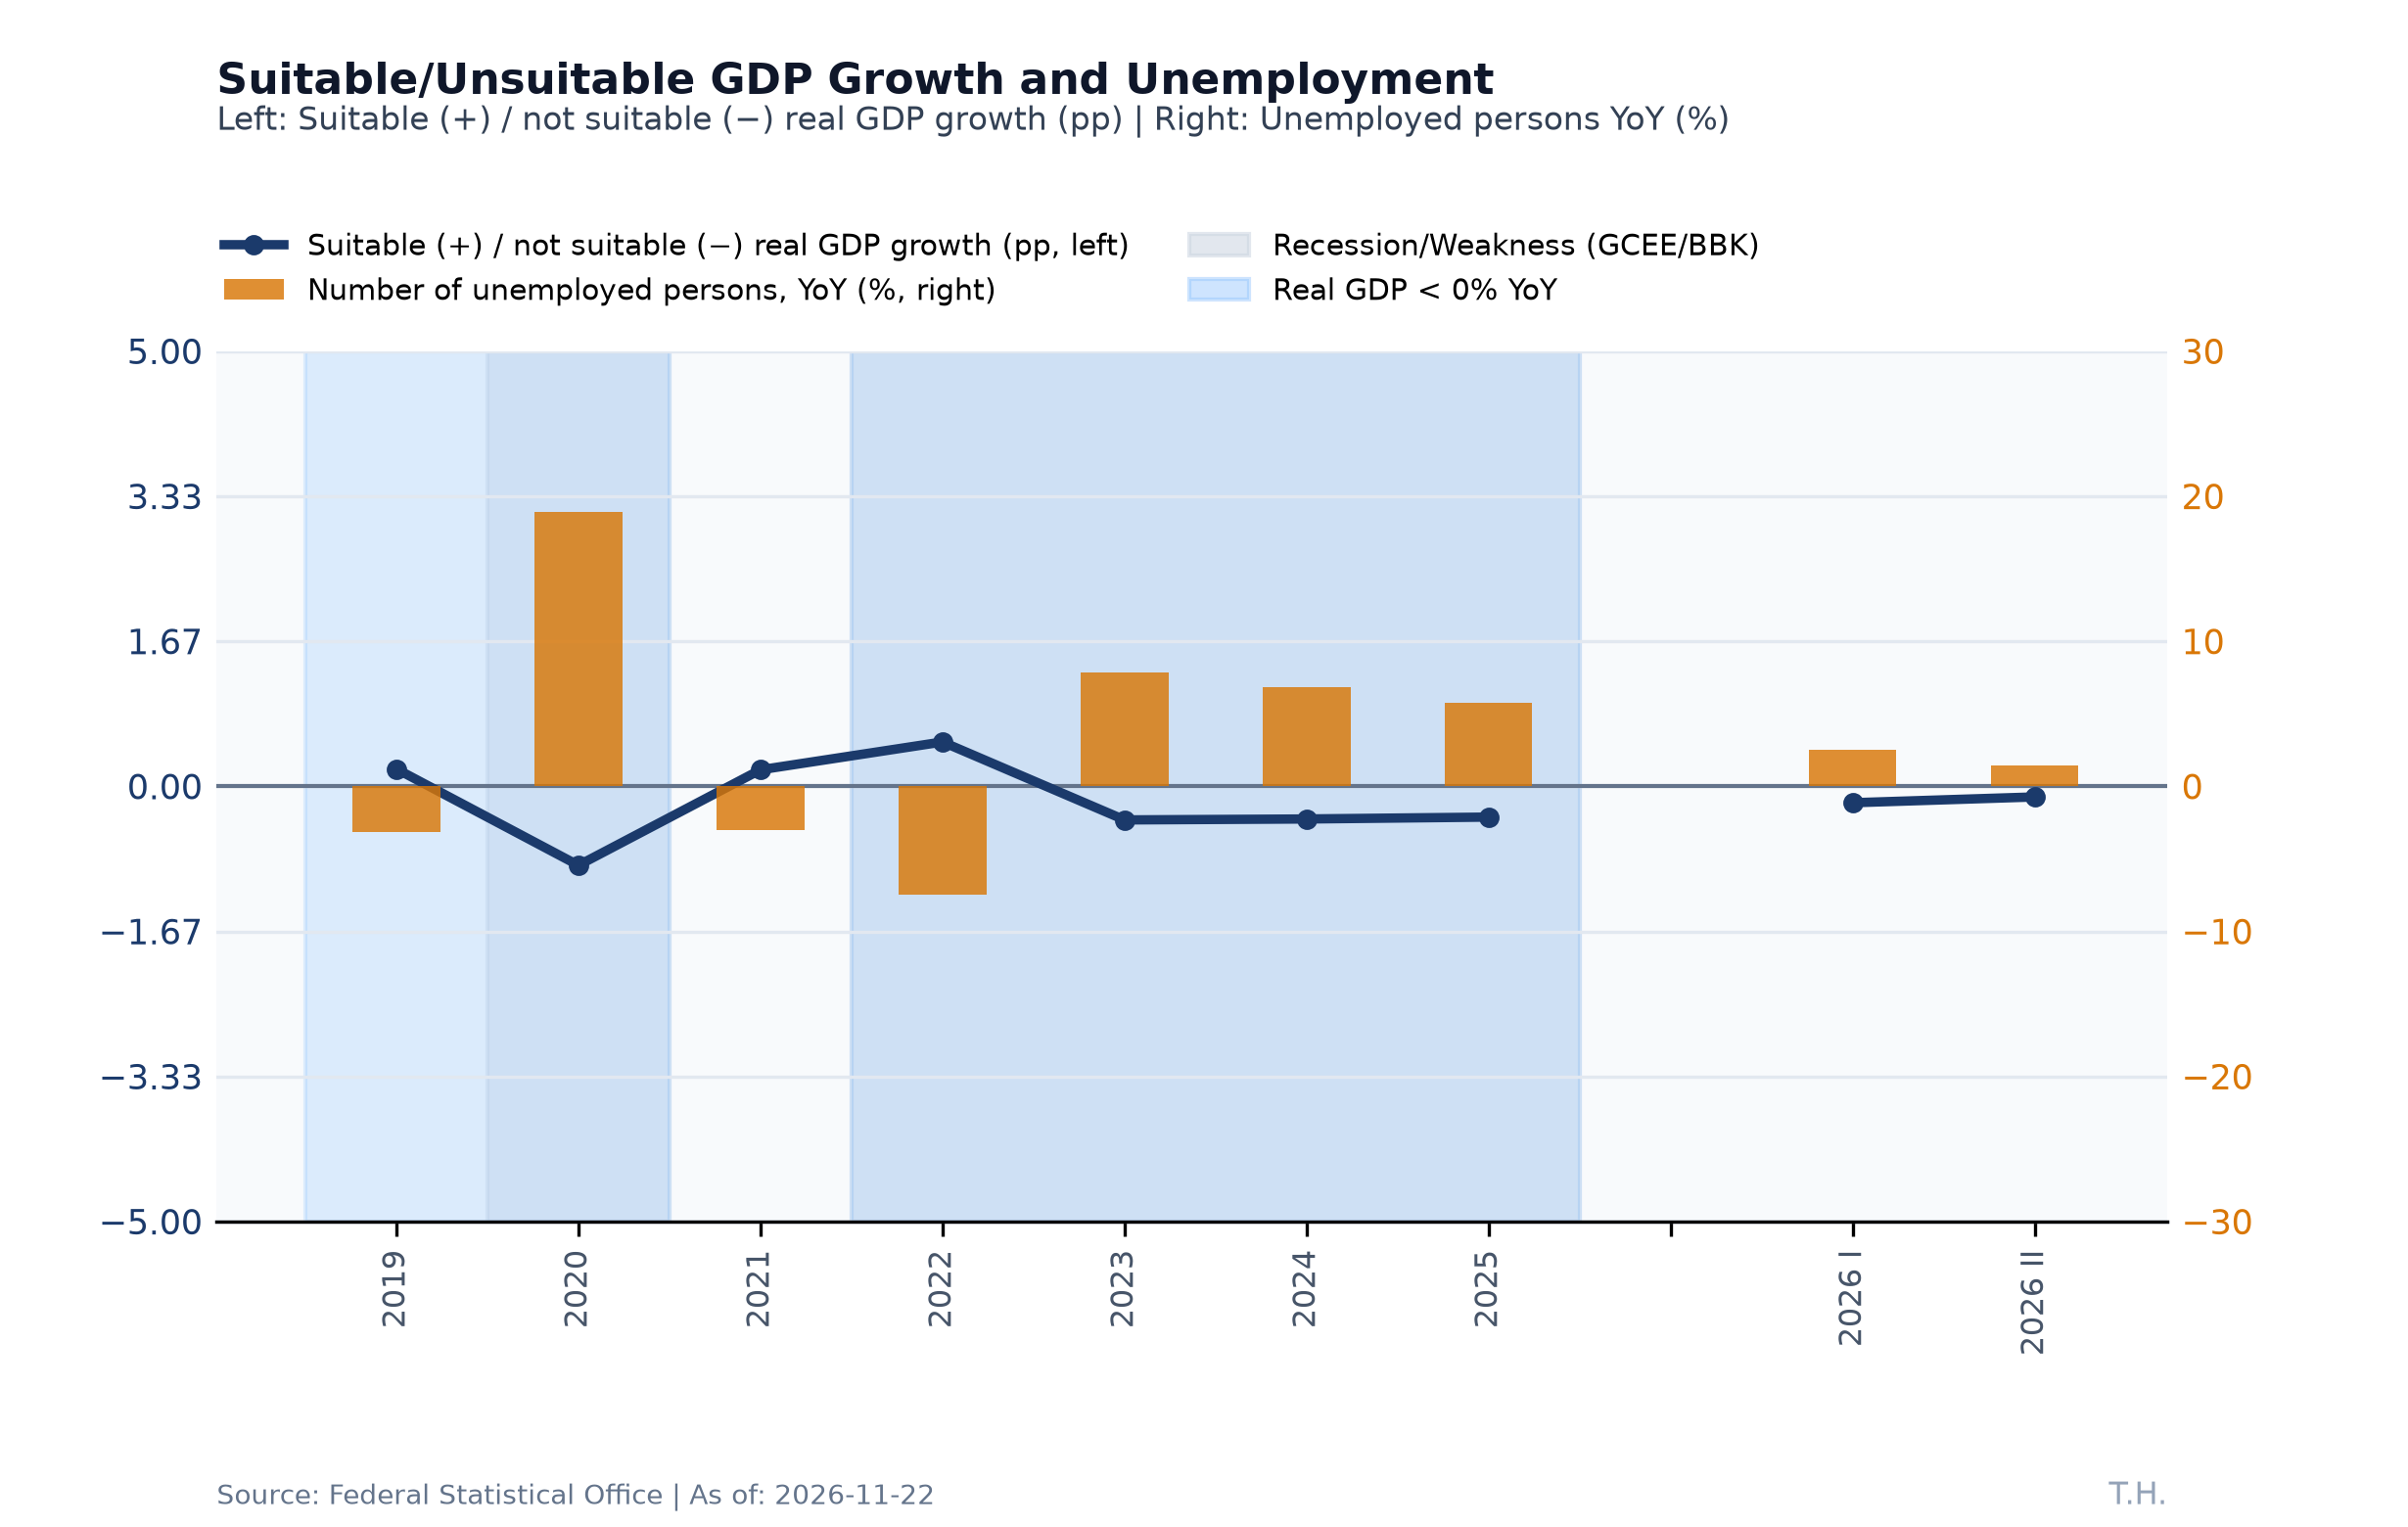 Suitable/Unsuitable GDP Growth and Unemployment
Left: Suitable (+) / not suitable (−) real GDP growth (pp) | Right: Unemployed persons YoY (%)
Suitable (+) / not suitable (−) real GDP growth (pp, left)
Number of unemployed persons, YoY (%, right)
Recession/Weakness (GCEE/BBK)
Real GDP < 0% YoY
5.00
3.33
1.67
0.00
−1.67
−3.33
−5.00
30
20
10
0
−10
−20
−30
2019
2020
2021
2022
2023
2024
2025
2026 I
2026 II
Source: Federal Statistical Office | As of: 2026-11-22
T.H.